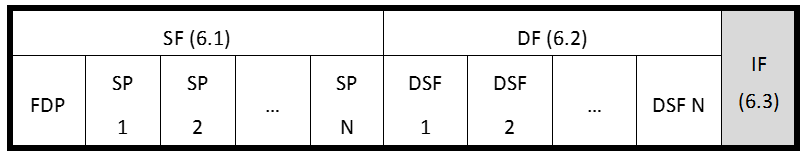 SF (6.1) DF (6.2) IF (6.3)
FDP SP 1 SP 2 ... SP N DSF 1 DSF 2 ... DSF N